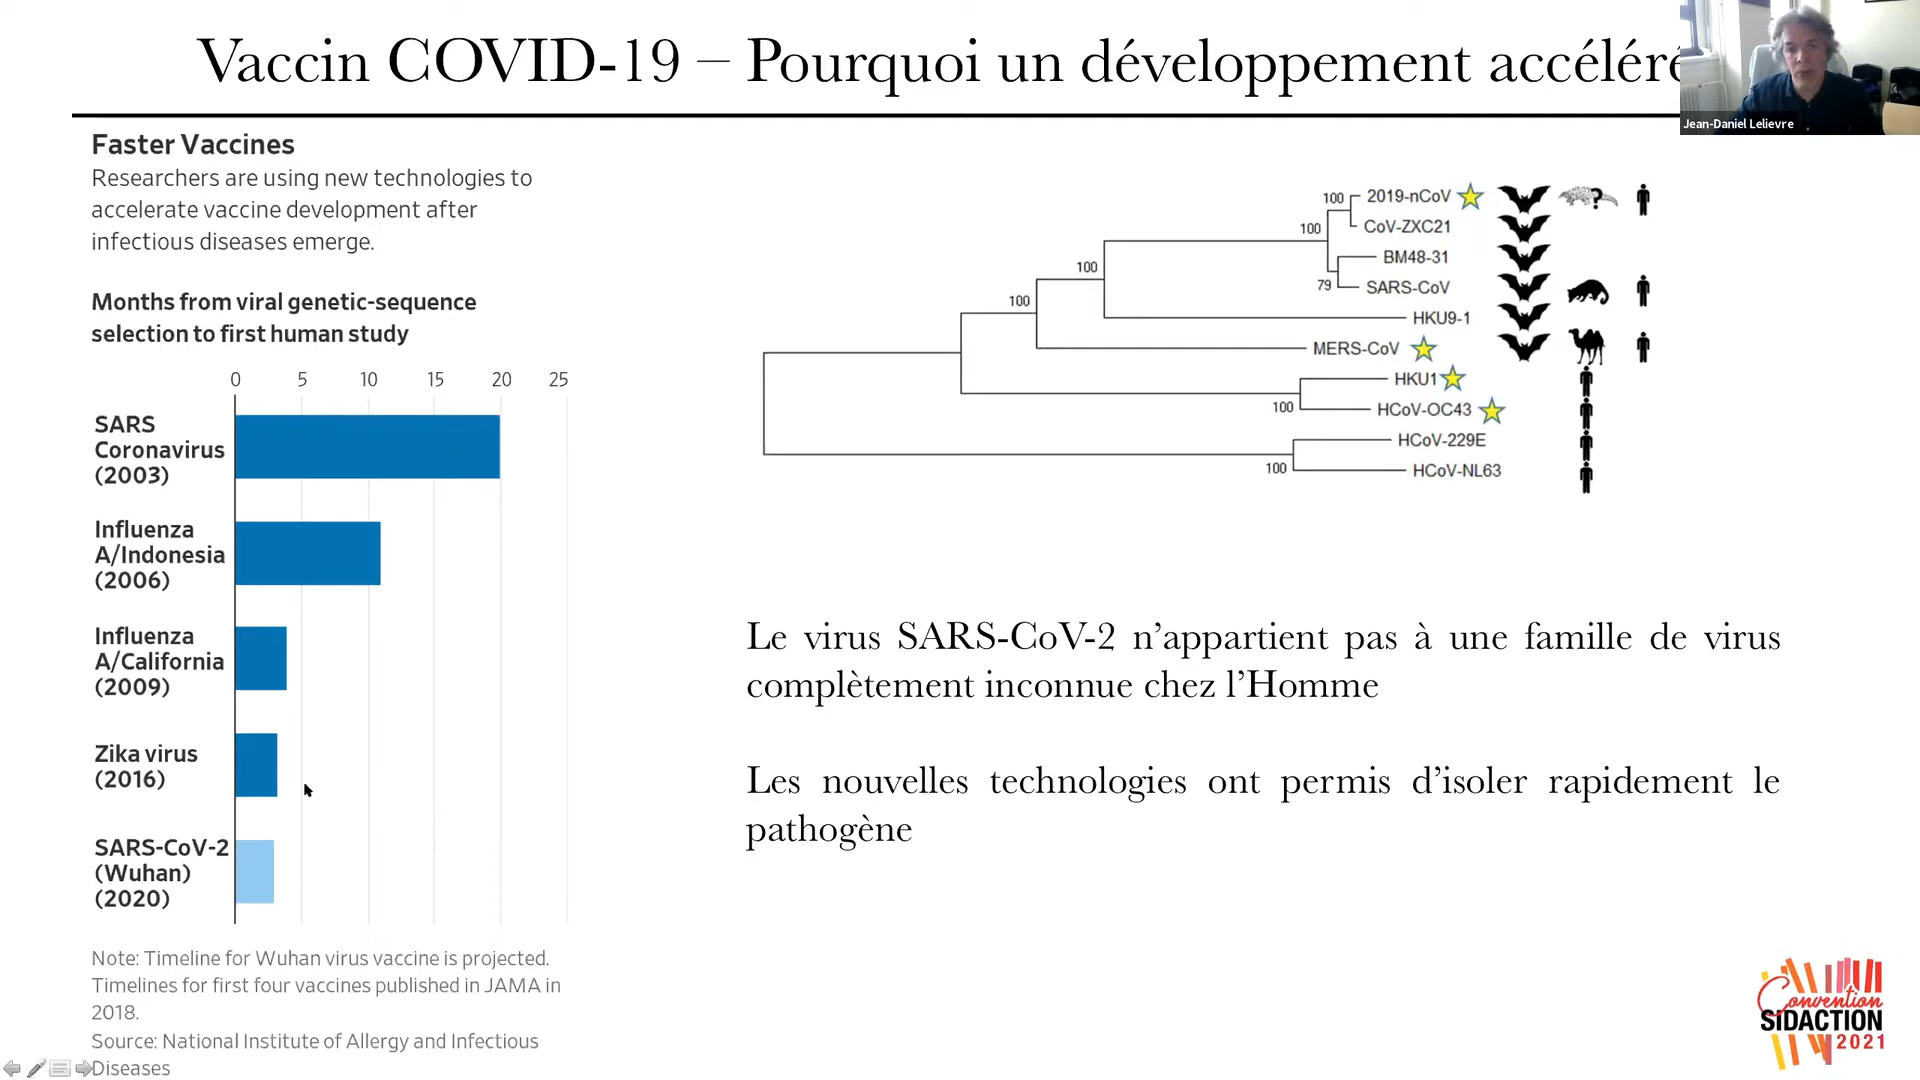 Vaccin COVID-19 – Pourquoi un développement accéléré
Jean-Daniel Lelievre
Faster Vaccines
Researchers are using new technologies to
accelerate vaccine development after
infectious diseases emerge.
Months from viral genetic-sequence
selection to first human study
0 5 10 15 20 25
SARS
Coronavirus
(2003)
Influenza
A/Indonesia
(2006)
Influenza
A/California
(2009)
Zika virus
(2016)
SARS-CoV-2
(Wuhan)
(2020)
Note: Timeline for Wuhan virus vaccine is projected.
Timelines for first four vaccines published in JAMA in
2018.
Source: National Institute of Allergy and Infectious
Diseases
100 2019-nCoV
?
CoV-ZXC21
100
BM48-31
100
79 SARS-CoV
100
HKU9-1
MERS-CoV
HKU1
100 HCoV-OC43
HCoV-229E
100 HCoV-NL63
Le virus SARS-CoV-2 n’appartient pas à une famille de virus
complètement inconnue chez l’Homme
Les nouvelles technologies ont permis d’isoler rapidement le
pathogène
Convention
SIDACTION
2021